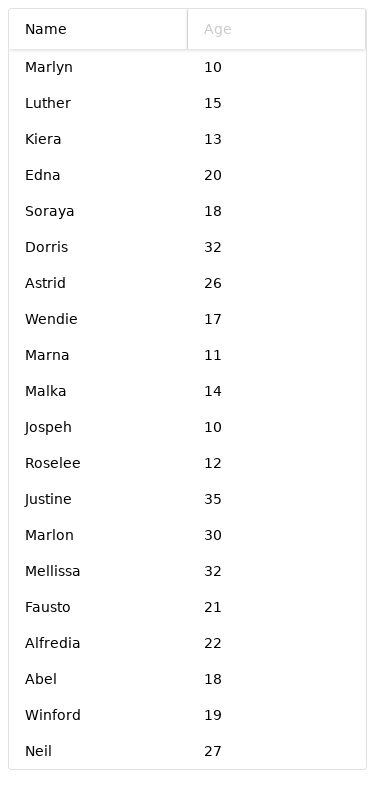 Name Age
Marlyn 10
Luther 15
Kiera 13
Edna 20
Soraya 18
Dorris 32
Astrid 26
Wendie 17
Marna 11
Malka 14
Jospeh 10
Roselee 12
Justine 35
Marlon 30
Mellissa 32
Fausto 21
Alfredia 22
Abel 18
Winford 19
Neil 27